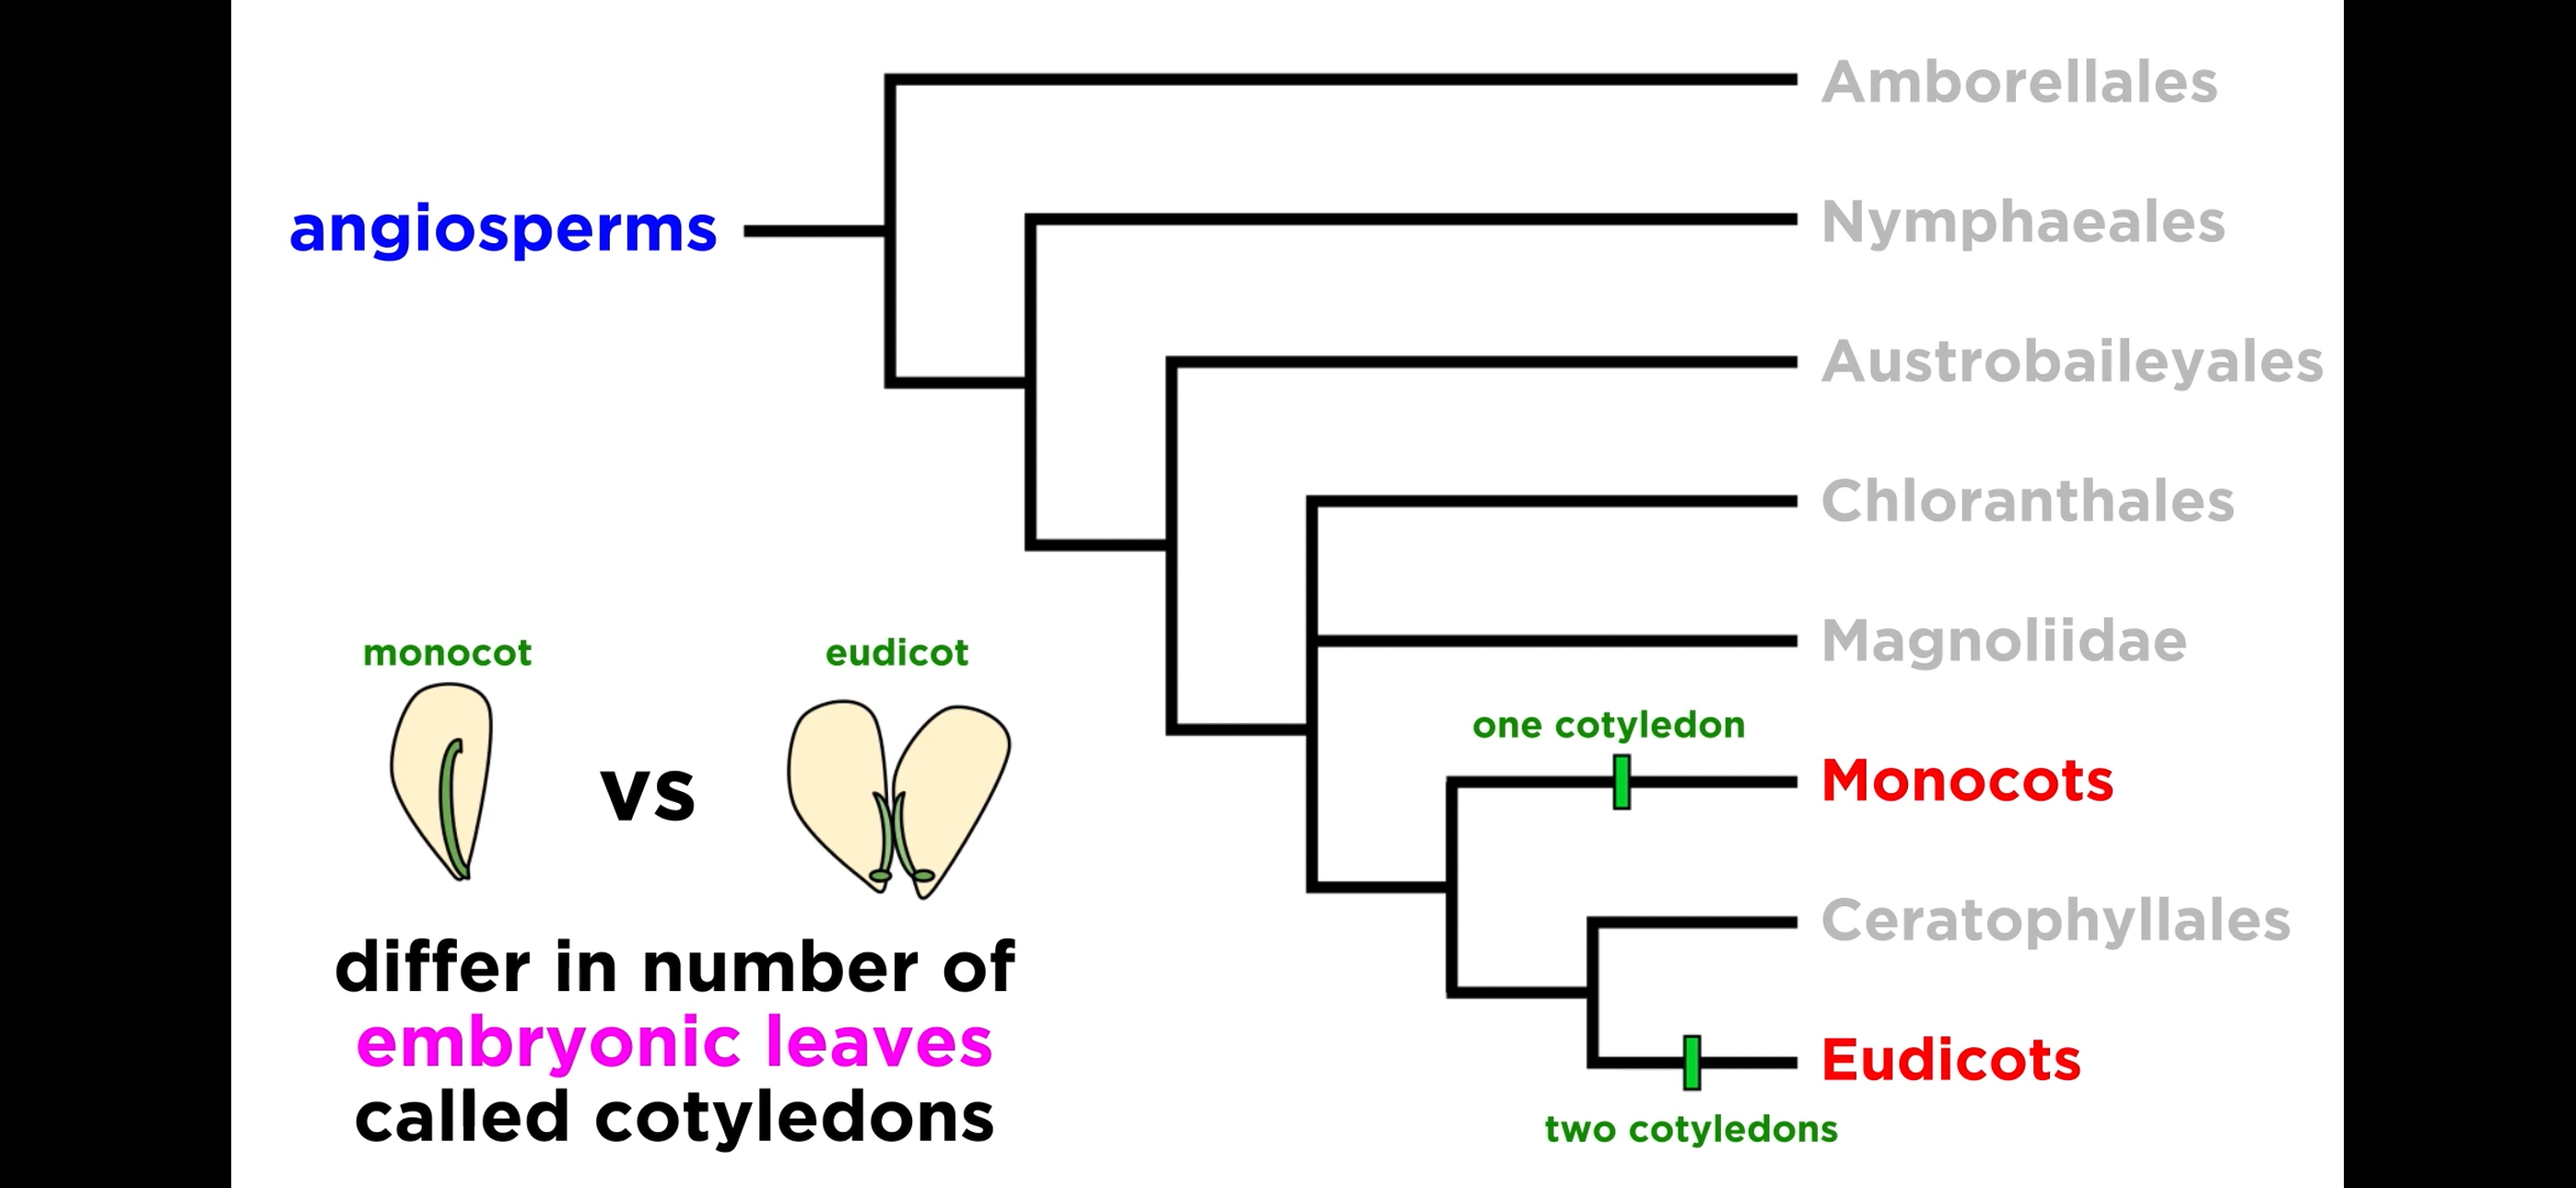 Amborellales
angiosperms
Nymphaeales
Austrobaileyales
Chloranthales
Magnoliidae
monocot
eudicot
vs
one cotyledon
Monocots
Ceratophyllales
Eudicots
two cotyledons
differ in number of
embryonic leaves
called cotyledons